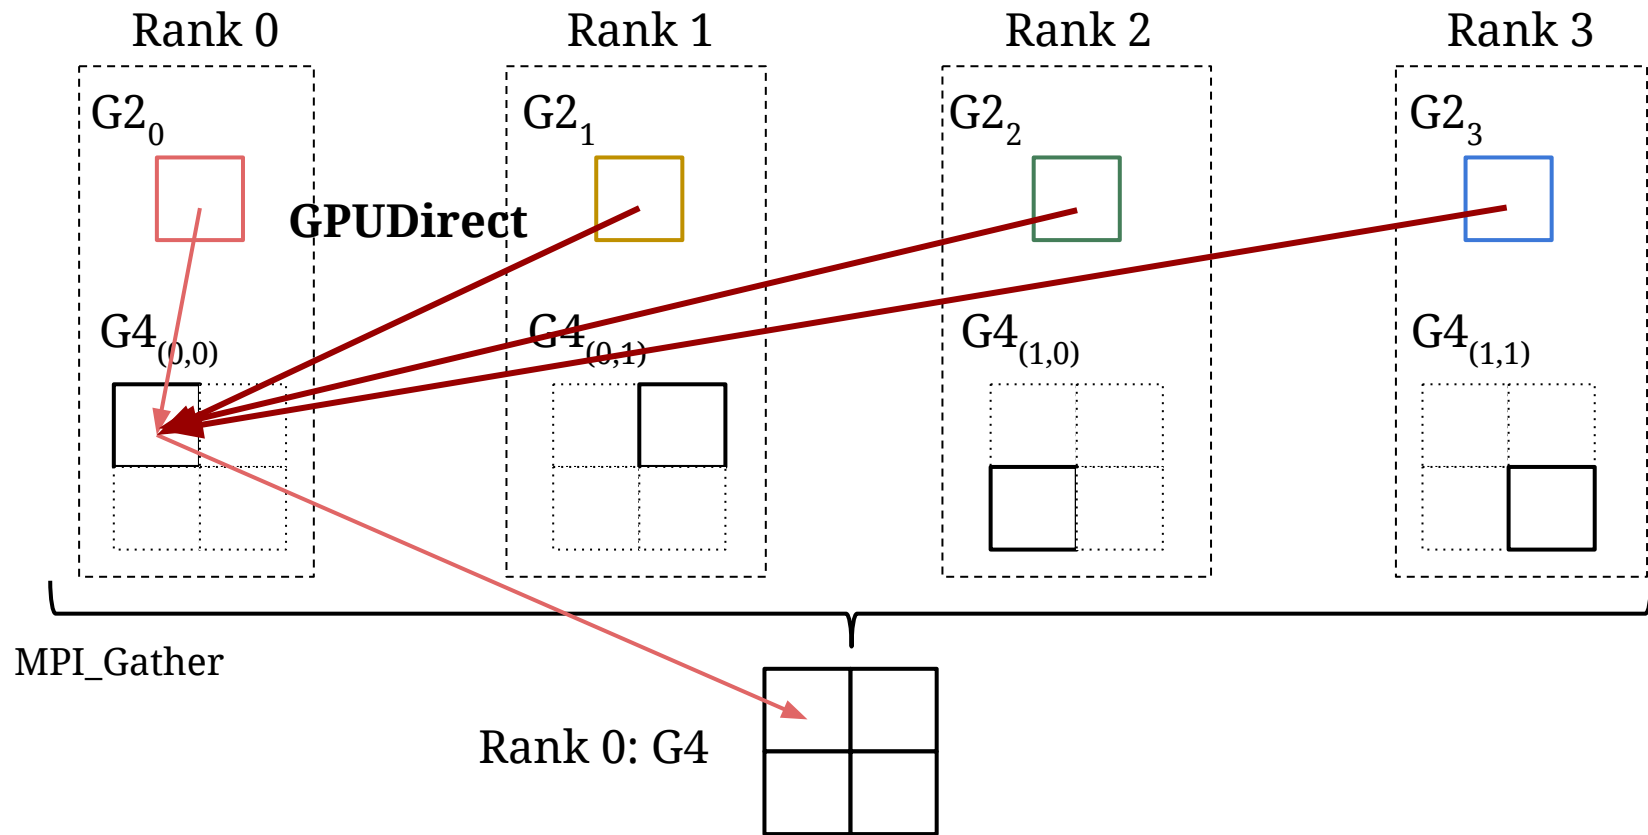 Rank 0 Rank 1 Rank 2 Rank 3
G2₀ G2₁ G2₂ G2₃
GPUDirect
G4₍₀,₀₎ G4₍₀,₁₎ G4₍₁,₀₎ G4₍₁,₁₎
MPI_Gather
Rank 0: G4